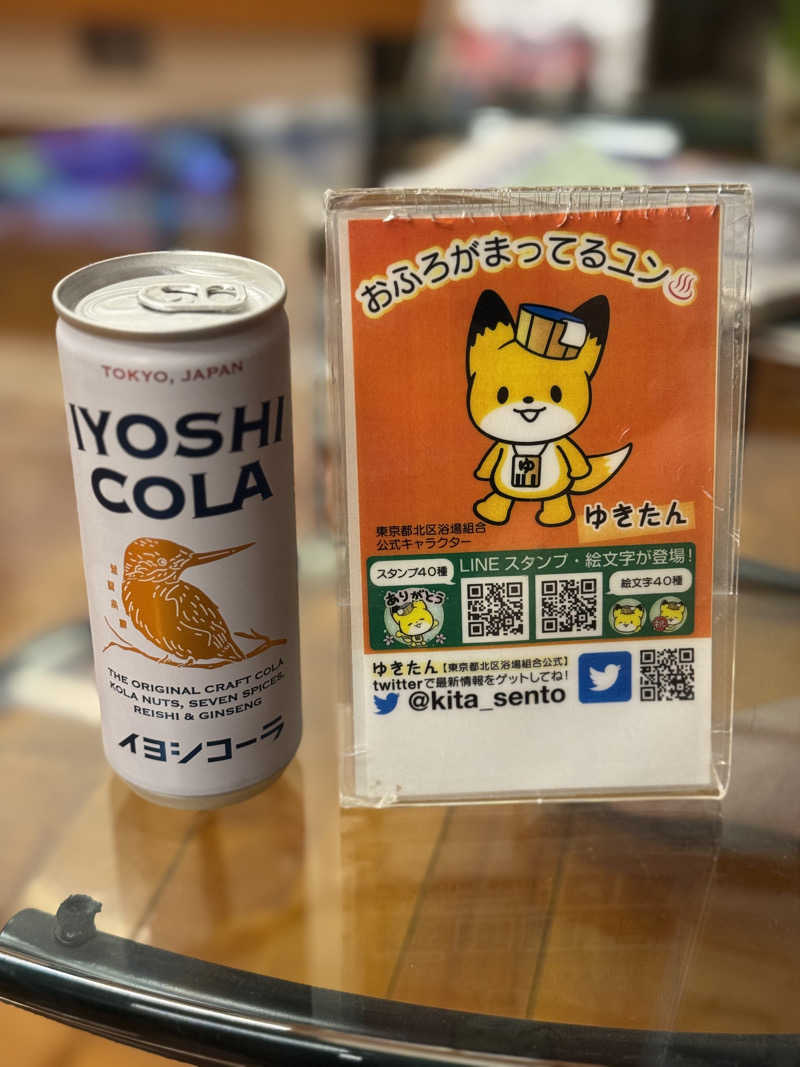 TOKYO, JAPAN
IYOSHI
COLA
THE ORIGINAL CRAFT COLA
KOLA NUTS, SEVEN SPICES,
REISHI & GINSENG
イヨシコーラ
おふろがまってるユン♨
ゆ
ゆきたん
東京都北区浴場組合
公式キャラクター
LINEスタンプ・絵文字が登場!
スタンプ40種
絵文字40種
ありがとう
ゆきたん【東京都北区浴場組合公式】
twitterで最新情報をゲットしてね!
@kita_sento